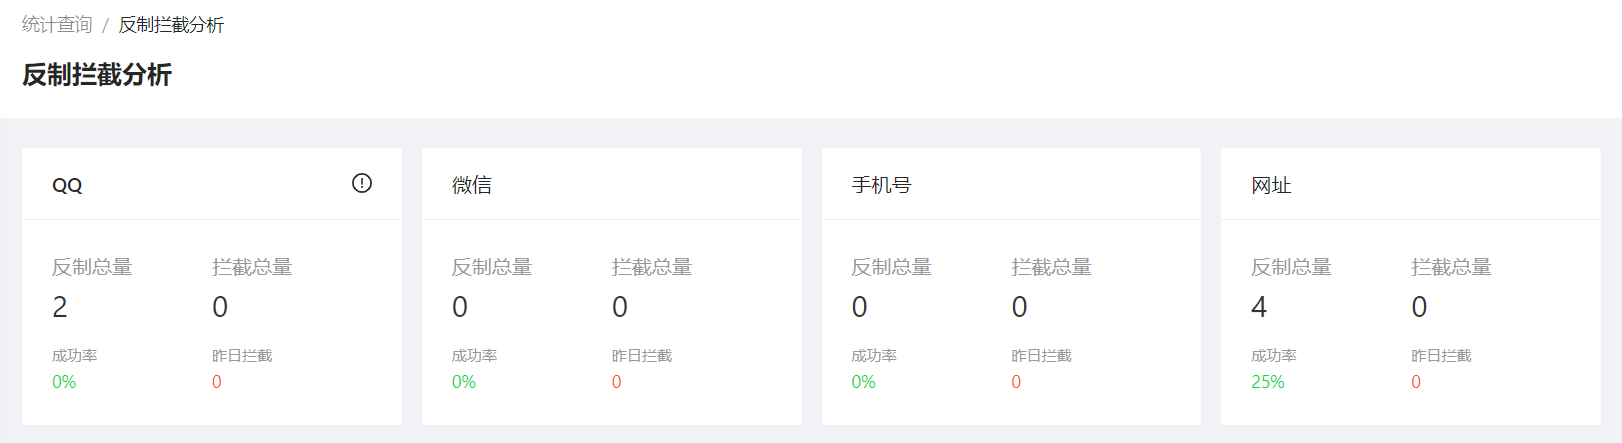 统计查询 / 反制拦截分析
反制拦截分析
QQ
反制总量 拦截总量
2 0
成功率 昨日拦截
0% 0
微信
反制总量 拦截总量
0 0
成功率 昨日拦截
0% 0
手机号
反制总量 拦截总量
0 0
成功率 昨日拦截
0% 0
网址
反制总量 拦截总量
4 0
成功率 昨日拦截
25% 0